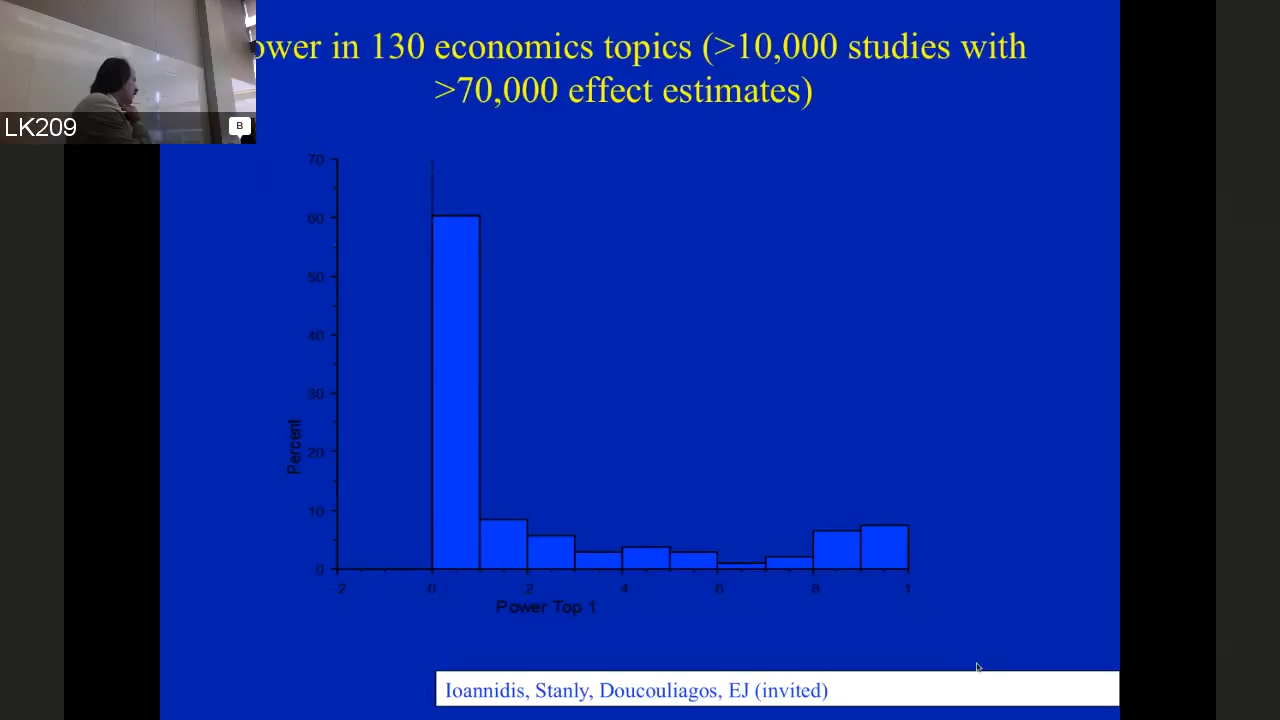 ower in 130 economics topics (>10,000 studies with
>70,000 effect estimates)
LK209
B
70
60
50
40
30
20
10
0
Percent
-.2 0 .2 .4 .6 .8 1
Power Top 1
Ioannidis, Stanly, Doucouliagos, EJ (invited)